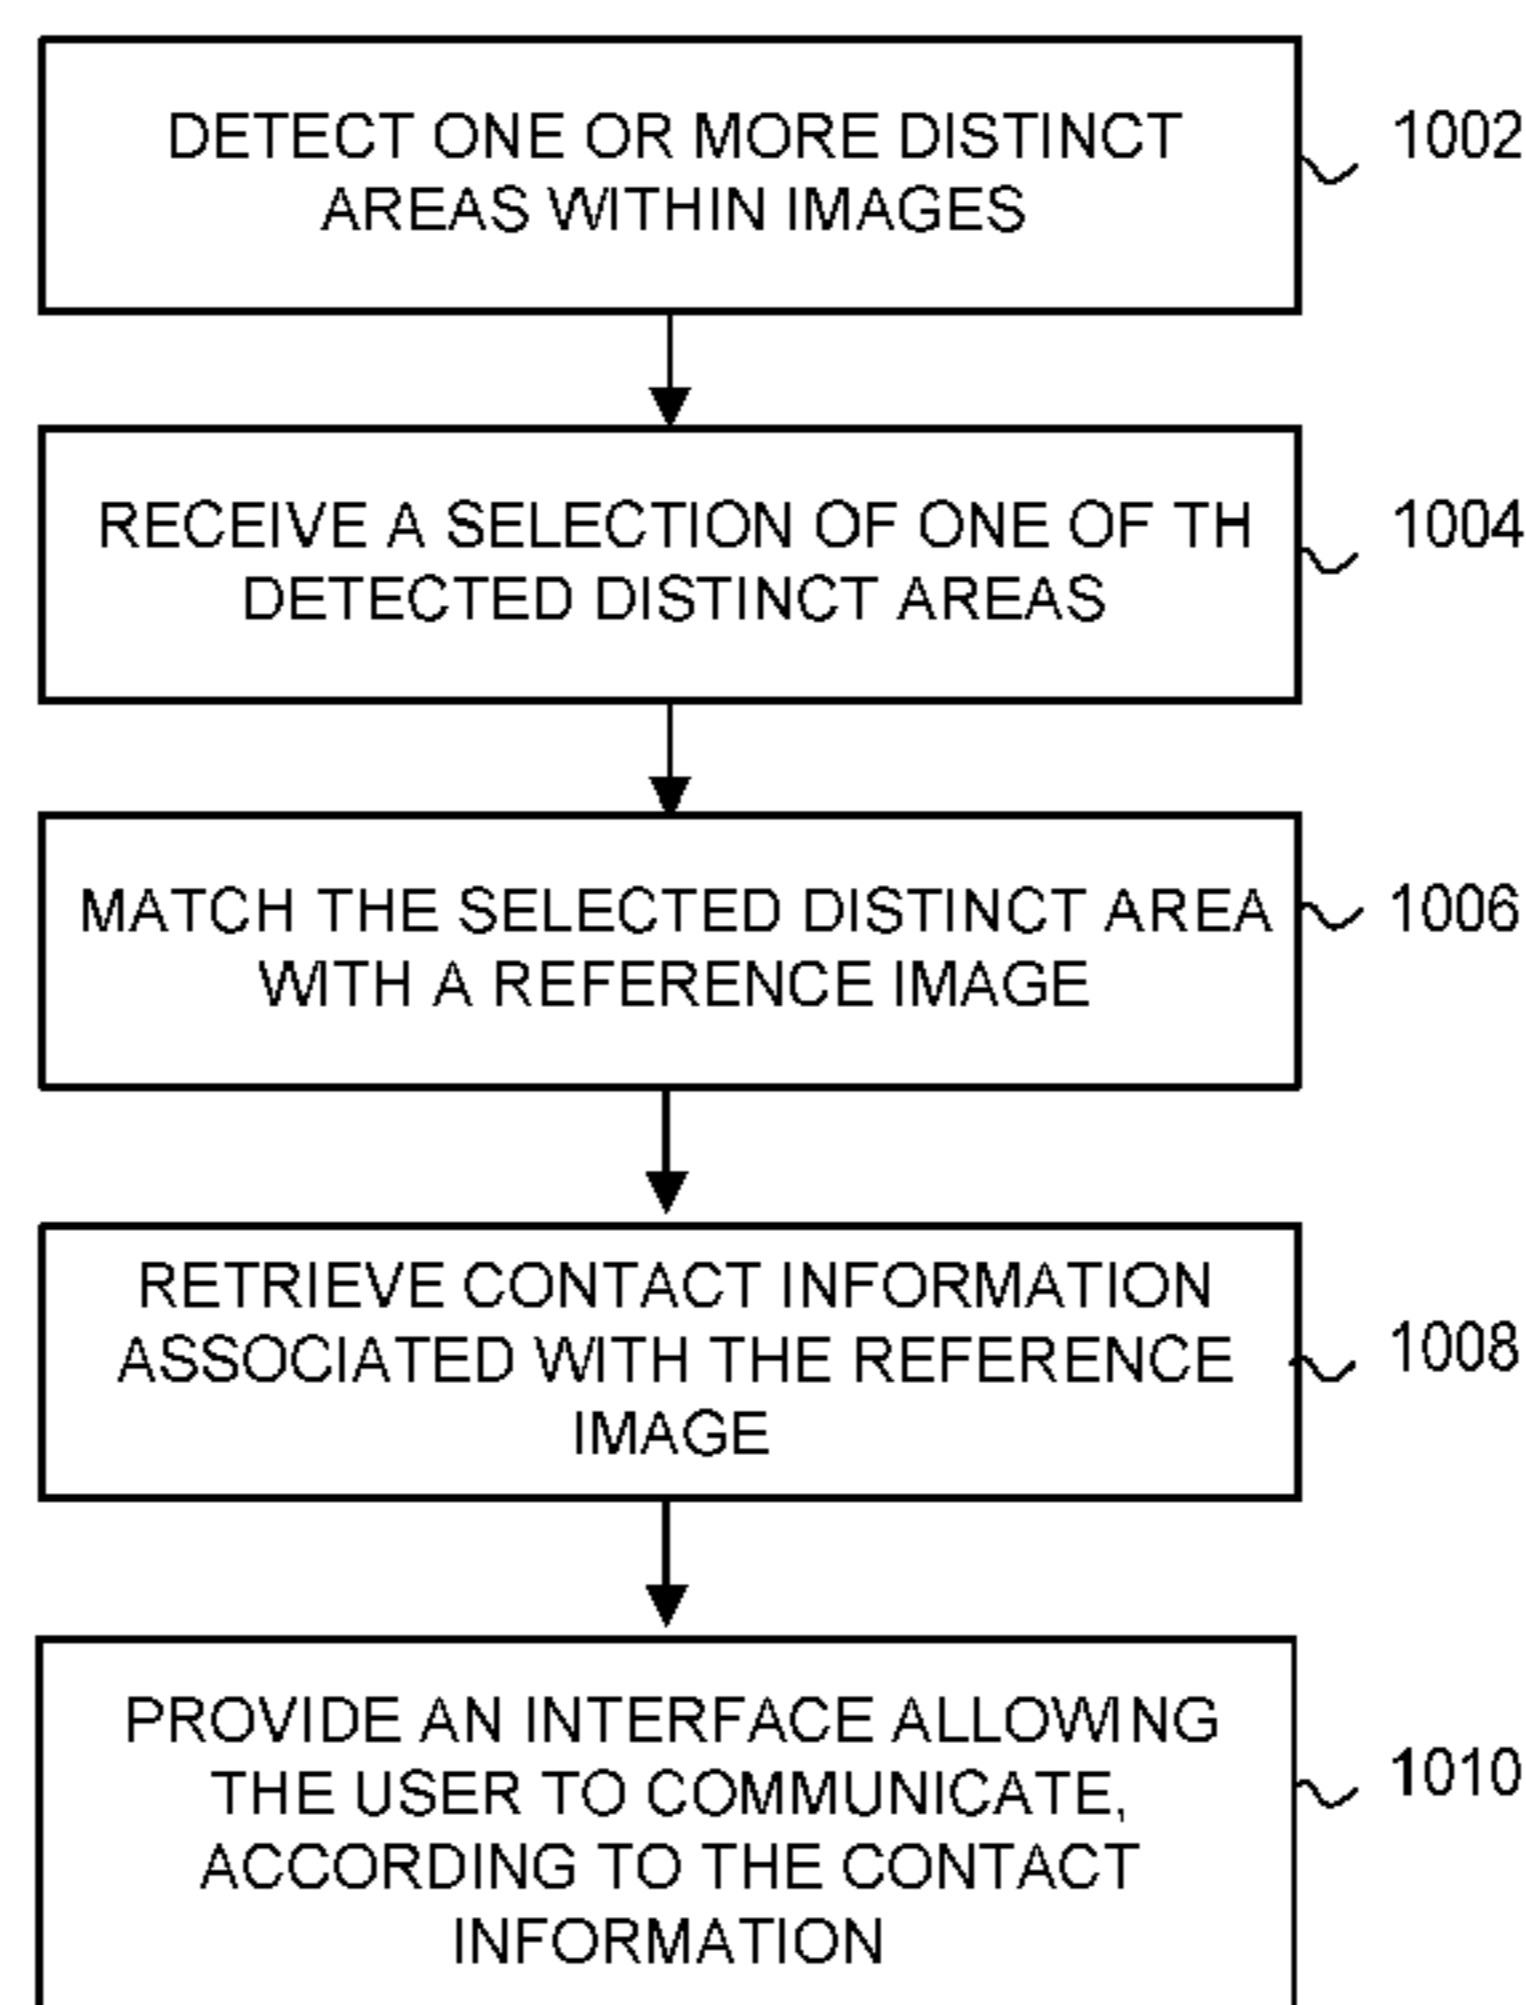 DETECT ONE OR MORE DISTINCT
AREAS WITHIN IMAGES
1002
RECEIVE A SELECTION OF ONE OF TH
DETECTED DISTINCT AREAS
1004
MATCH THE SELECTED DISTINCT AREA
WITH A REFERENCE IMAGE
1006
RETRIEVE CONTACT INFORMATION
ASSOCIATED WITH THE REFERENCE
IMAGE
1008
PROVIDE AN INTERFACE ALLOWING
THE USER TO COMMUNICATE,
ACCORDING TO THE CONTACT
INFORMATION
1010